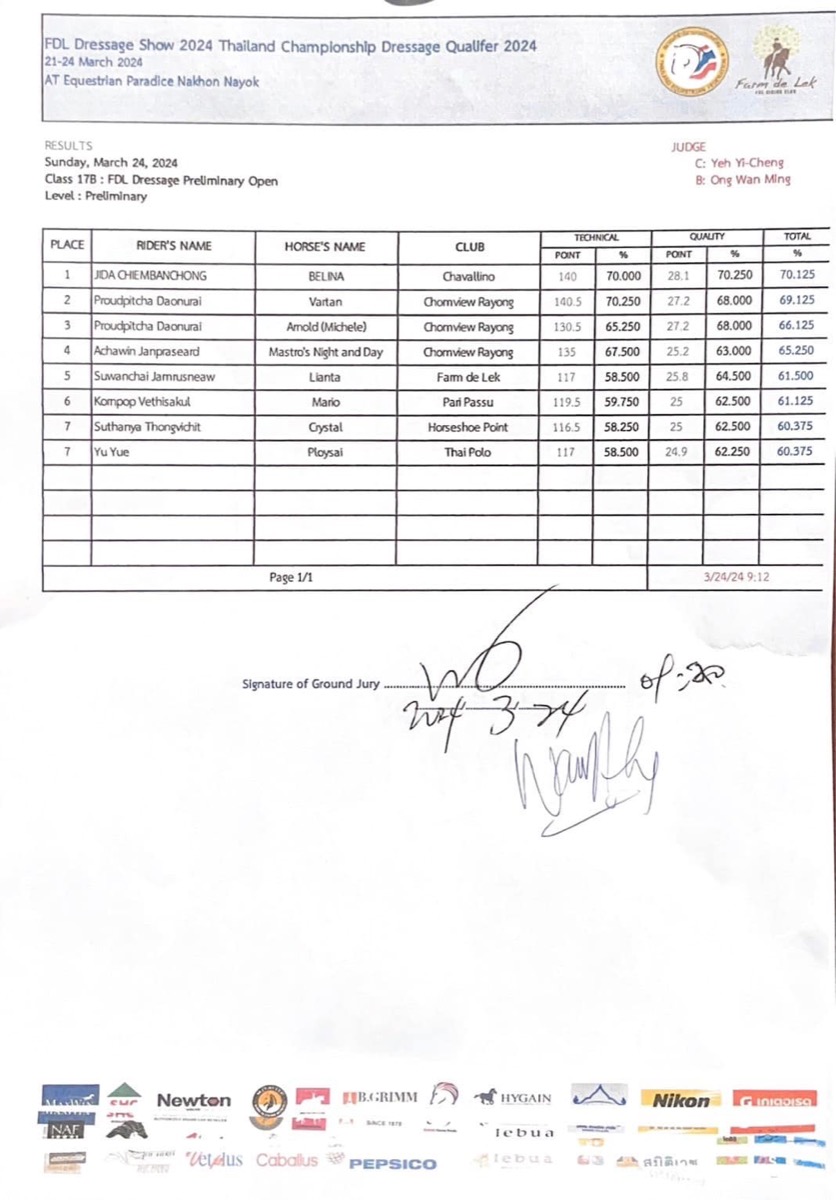 FDL Dressage Show 2024 Thailand Championship Dressage Qualifer 2024
21-24 March 2024
AT Equestrian Paradice Nakhon Nayok
Farm de Lek
RESULTS
Sunday, March 24, 2024
Class 17B : FDL Dressage Preliminary Open
Level : Preliminary
JUDGE
C: Yeh Yi-Cheng
B: Ong Wan Ming
PLACE RIDER'S NAME HORSE'S NAME CLUB TECHNICAL QUALITY TOTAL
POINT % POINT % %
1 JIDA CHIEMBANCHONG BELINA Chavallino 140 70.000 28.1 70.250 70.125
2 Proudpitcha Daonurai Vartan Chomview Rayong 140.5 70.250 27.2 68.000 69.125
3 Proudpitcha Daonurai Arnold (Michele) Chomview Rayong 130.5 65.250 27.2 68.000 66.125
4 Achawin Janpraseard Mastro's Night and Day Chomview Rayong 135 67.500 25.2 63.000 65.250
5 Suwanchai Jamrusneaw Lianta Farm de Lek 117 58.500 25.8 64.500 61.500
6 Kompop Vethisakul Mario Pari Passu 119.5 59.750 25 62.500 61.125
7 Suthanya Thongvichit Crystal Horseshoe Point 116.5 58.250 25 62.500 60.375
7 Yu Yue Ploysai Thai Polo 117 58.500 24.9 62.250 60.375
Page 1/1 3/24/24 9:12
Signature of Ground Jury
2024-3-24
Newton B.GRIMM HYGAIN Nikon
NAF SINCE 1878 lebua
Caballus PEPSICO lebua